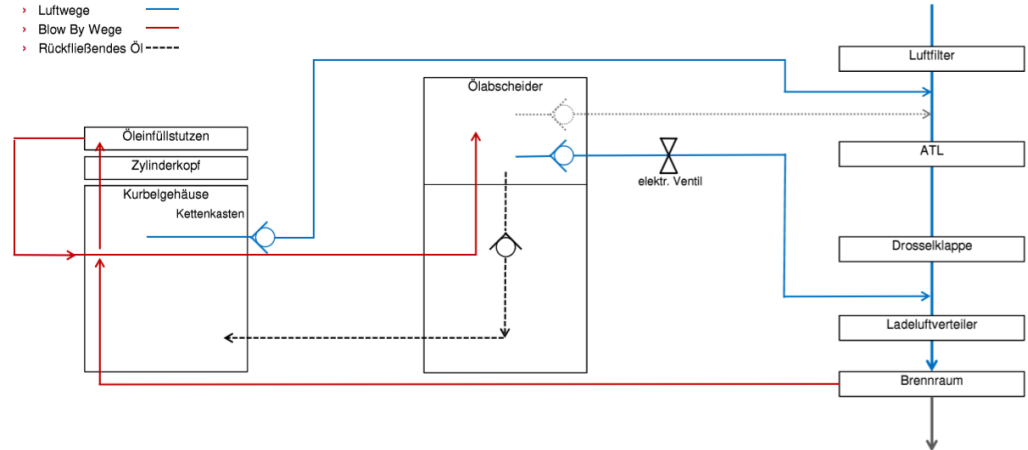 Luftwege
Blow By Wege
Rückfließendes Öl
Luftfilter
Ölabscheider
Öleinfüllstutzen
ATL
Zylinderkopf
elektr. Ventil
Kurbelgehäuse
Kettenkasten
Drosselklappe
Ladeluftverteiler
Brennraum